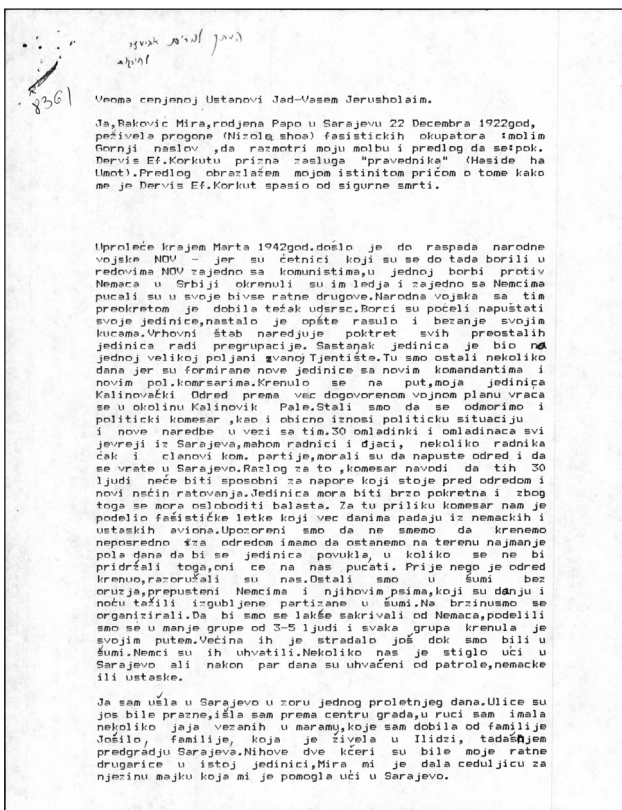 העתק לתיק
8361
Veoma cenjenoj Ustanovi Jad-Vasem Jerusholaim.
Ja,Baković Mira,rodjena Papo u Sarajevu 22 Decembra 1922god,
peživela progone (Nizola shoa) fasistickih okupatora :molim
Gornji naslov ,da razmotri moju molbu i predlog da se:pok.
Dervis Ef.Korkutu prizna zasluga "pravednika" (Haside ha
Umot).Predlog obrazlažem mojom istinitom pričom o tome kako
me je Dervis Ef.Korkut spasio od sigurne smrti.
Uproleće krajem Marta 1942god.došlo je do raspada narodne
vojske NOV – jer su četnici koji su se do tada borili u
redovima NOV zajedno sa komunistima,u jednoj borbi protiv
Nemaca u Srbiji okrenuli su im ledja i zajedno sa Nemcima
pucali su u svoje bivse ratne drugove.Narodna vojska sa tim
preokretom je dobila težak udsrsc.Borci su počeli napuštati
svoje jedinice,nastalo je opšte rasulo i bezanje svojim
kucama.Vrhovni štab naredjuje poktret svih preostalih
jedinica radi pregrupacije. Sastanak jedinica je bio na
jednoj velikoj poljani zvanoj Tjentište.Tu smo ostali nekoliko
dana jer su formirane nove jedinice sa novim komandantima i
novim pol.komrsarima.Krenulo se na put,moja jedinica
Kalinovački Odred prema vec dogovorenom vojnom planu vraca
se u okolinu Kalinovik Pale.Stali smo da se odmorimo i
politicki komesar ,kao i obicno iznosi politicku situaciju
i nove naredbe u vezi sa tim.30 omladinki i omladinaca svi
jevreji iz Sarajeva,mahom radnici i djaci, nekoliko radnika
čak i clanovi kom. partije,morali su da napuste odred i da
se vrate u Sarajevo.Razlog za to ,komesar navodi da tih 30
ljudi neće biti sposobni za napore koji stoje pred odredom i
novi nsćin ratovanja.Jedinica mora biti brzo pokretna i zbog
toga se mora osloboditi balasta. Za tu priliku komesar nam je
podelio fašističke letke koji vec danima padaju iz nemackih i
ustaskih aviona.Upozoreni smo da ne smemo da krenemo
neposredno za odredom imamo da ostanemo na terenu najmanje
pola dana da bi se jedinica povukla, u koliko se ne bi
pridržali toga,oni ce na nas pucati. Prije nego je odred
krenuo,razoružali su nas.Ostali smo u šumi bez
oruzja,prepusteni Nemcima i njihovim psima,koji su danju i
noću tažili izgubljene partizane u šumi.Na brzinusmo se
organizirali.Da bi smo se lakše sakrivali od Nemaca,podelili
smo se u manje grupe od 3-5 ljudi i svaka grupa krenula je
svojim putem.Većina ih je stradalo još dok smo bili u
šumi.Nemci su ih uhvatili.Nekoliko nas je stiglo uci u
Sarajevo ali nakon par dana su uhvaćeni od patrole,nemacke
ili ustaske.
Ja sam ušla u Sarajevo u zoru jednog proletnjeg dana.Ulice su
jos bile prazne,išla sam prema centru grada,u ruci sam imala
nekoliko jaja vezanih u maramu,koje sam dobila od familije
Jošilo, familije, koja je živela u Ilidzi, tadašnjem
predgradju Sarajeva.Nihove dve kćeri su bile moje ratne
drugarice u istoj jedinici,Mira mi je dala ceduljicu za
njezinu majku koja mi je pomogla ući u Sarajevo.